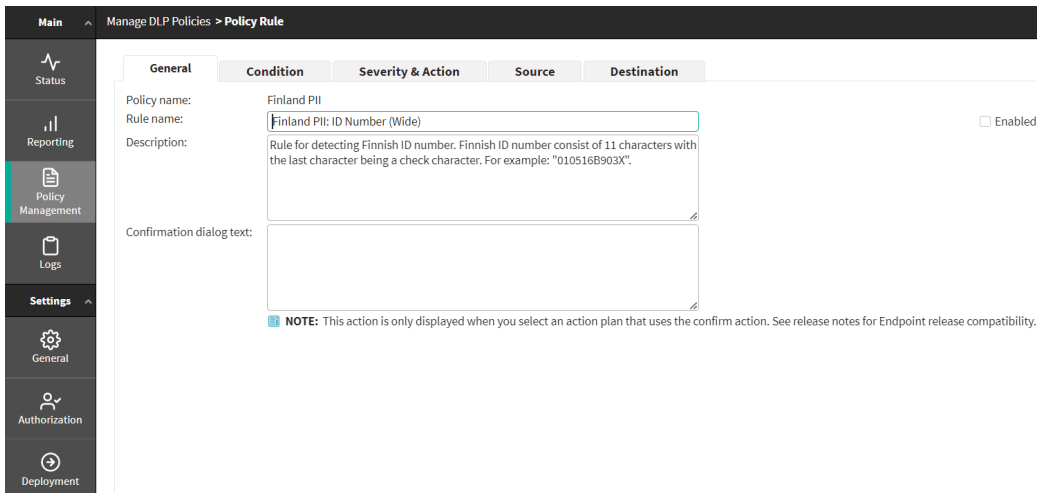 Main
Manage DLP Policies > Policy Rule
Status
Reporting
Policy
Management
Logs
Settings
General
Authorization
Deployment
General
Condition
Severity & Action
Source
Destination
Policy name:
Finland PII
Rule name:
Finland PII: ID Number (Wide)
Enabled
Description:
Rule for detecting Finnish ID number. Finnish ID number consist of 11 characters with
the last character being a check character. For example: "010516B903X".
Confirmation dialog text:
NOTE: This action is only displayed when you select an action plan that uses the confirm action. See release notes for Endpoint release compatibility.